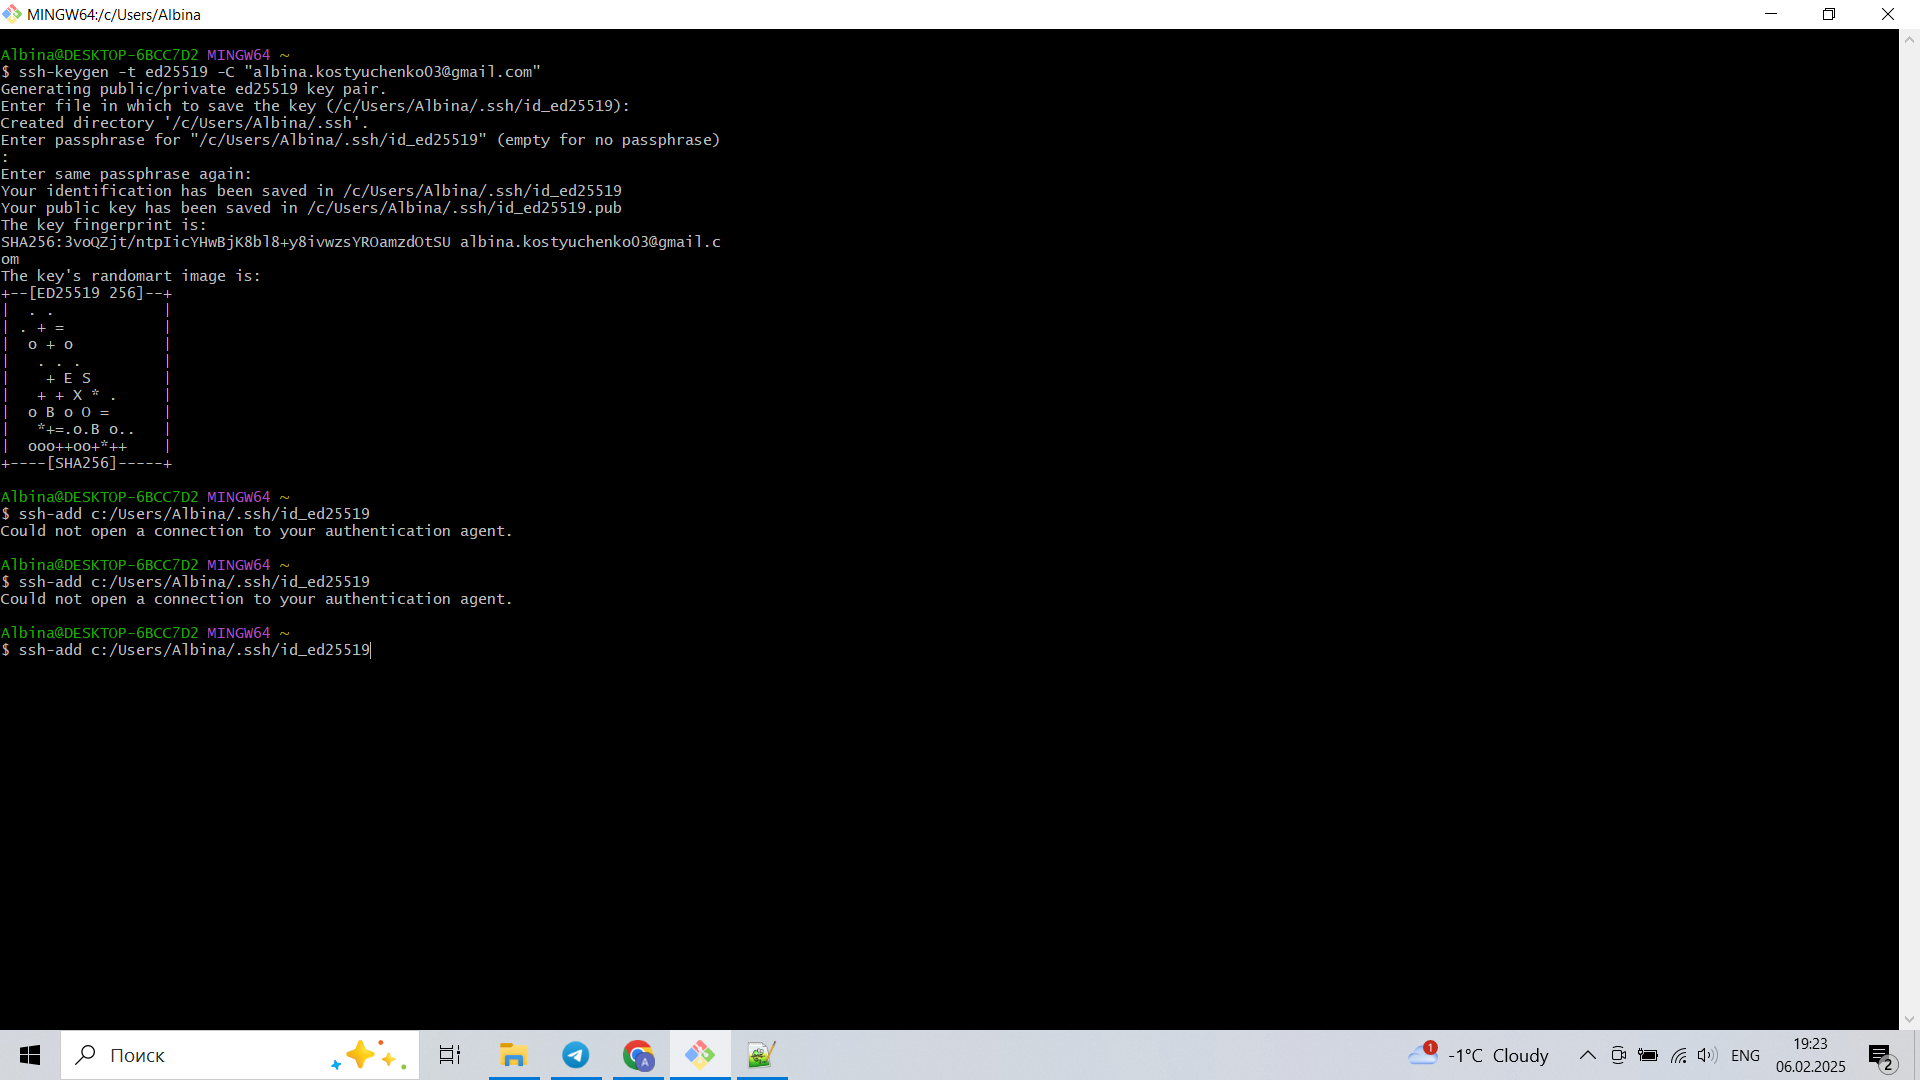 MINGW64:/c/Users/Albina
Albina@DESKTOP-6BCC7D2 MINGW64 ~
$ ssh-keygen -t ed25519 -C "albina.kostyuchenko03@gmail.com"
Generating public/private ed25519 key pair.
Enter file in which to save the key (/c/Users/Albina/.ssh/id_ed25519):
Created directory '/c/Users/Albina/.ssh'.
Enter passphrase for "/c/Users/Albina/.ssh/id_ed25519" (empty for no passphrase)
:
Enter same passphrase again:
Your identification has been saved in /c/Users/Albina/.ssh/id_ed25519
Your public key has been saved in /c/Users/Albina/.ssh/id_ed25519.pub
The key fingerprint is:
SHA256:3voQZjt/ntpIicYHwBjK8bl8+y8ivwzsYROamzdOtSU albina.kostyuchenko03@gmail.c
om
The key's randomart image is:
+--[ED25519 256]--+
|  . .            |
| . + =           |
|  o + o          |
|   . . .         |
|    + E S        |
|   + + X * .     |
|  o B o O =      |
|   *+=.o.B o..   |
|  ooo++oo+*++    |
+----[SHA256]-----+
Albina@DESKTOP-6BCC7D2 MINGW64 ~
$ ssh-add c:/Users/Albina/.ssh/id_ed25519
Could not open a connection to your authentication agent.
Albina@DESKTOP-6BCC7D2 MINGW64 ~
$ ssh-add c:/Users/Albina/.ssh/id_ed25519
Could not open a connection to your authentication agent.
Albina@DESKTOP-6BCC7D2 MINGW64 ~
$ ssh-add c:/Users/Albina/.ssh/id_ed25519
Поиск
A
1
-1°C Cloudy
ENG
19:23
06.02.2025
2